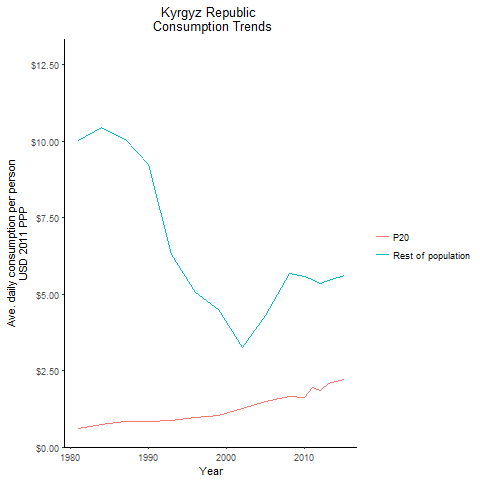 Kyrgyz Republic
Consumption Trends
Ave. daily consumption per person
USD 2011 PPP
$12.50
$10.00
$7.50
$5.00
$2.50
$0.00
1980 1990 2000 2010
Year
P20
Rest of population